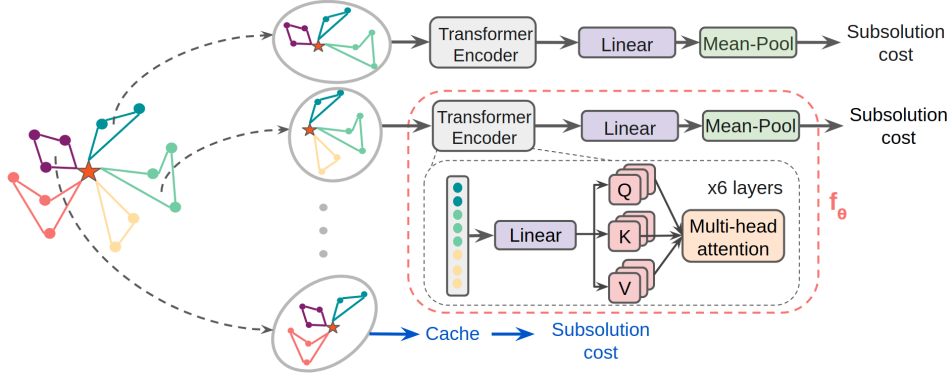 Transformer
Encoder
Linear
Mean-Pool
Subsolution
cost
Transformer
Encoder
Linear
Mean-Pool
Subsolution
cost
fθ
Linear
Q
K
V
x6 layers
Multi-head
attention
Cache
Subsolution
cost